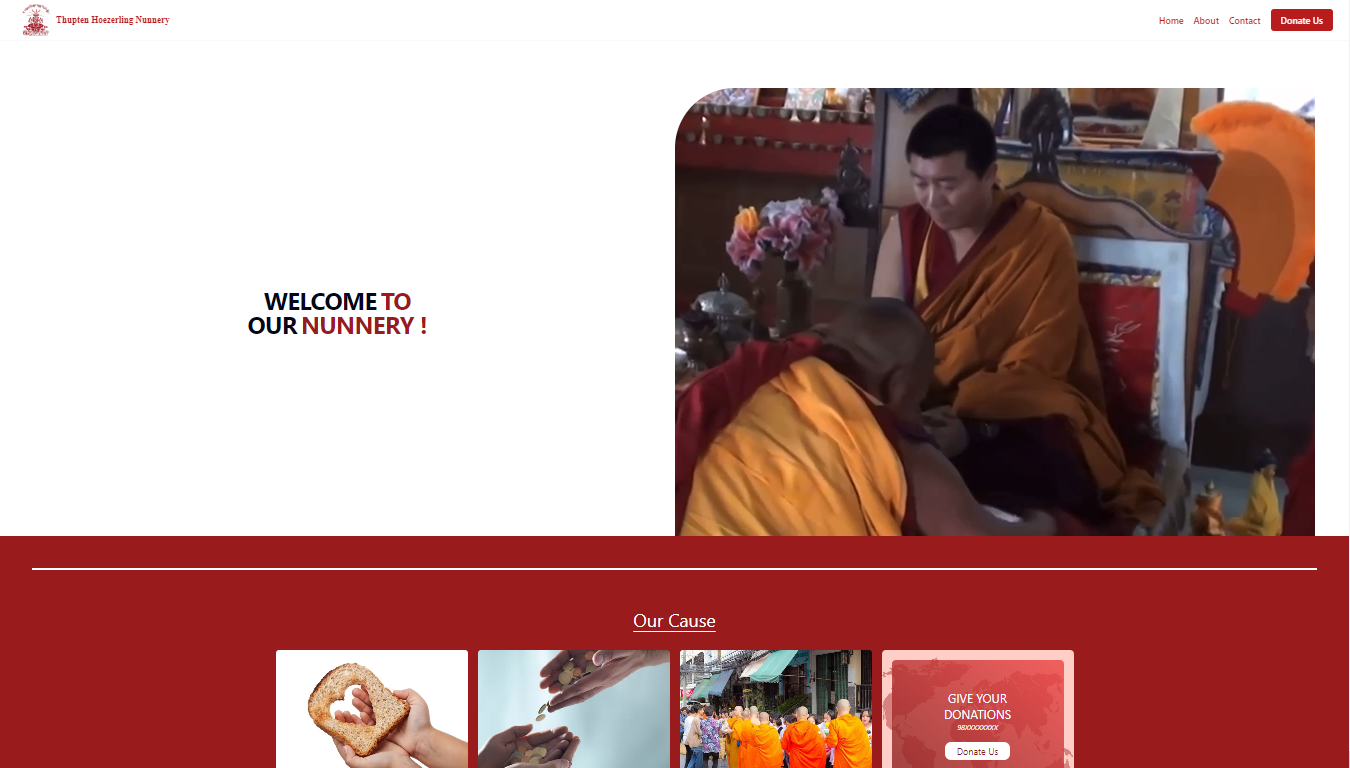 Thupten Hoezerling Nunnery
Home About Contact Donate Us
WELCOME TO
OUR NUNNERY !
Our Cause
GIVE YOUR
DONATIONS
98XXXXXXXX
Donate Us